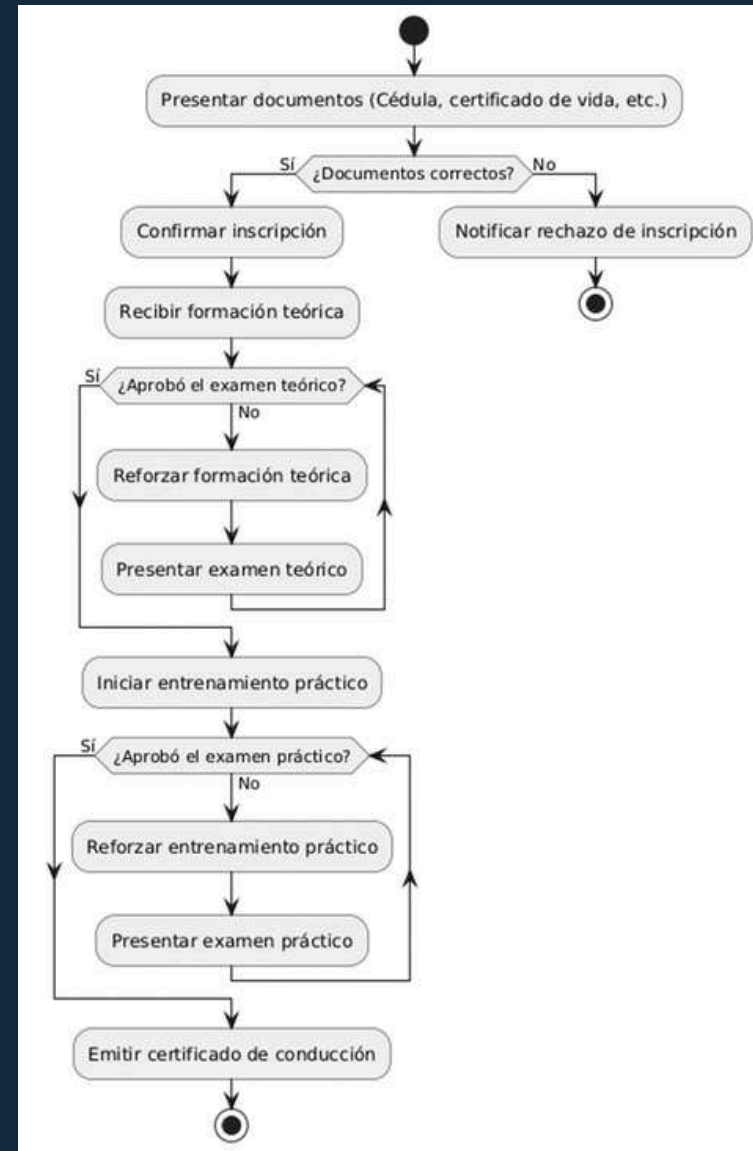 Presentar documentos (Cédula, certificado de vida, etc.)
Sí
¿Documentos correctos?
No
Confirmar inscripción
Notificar rechazo de inscripción
Recibir formación teórica
Sí
¿Aprobó el examen teórico?
No
Reforzar formación teórica
Presentar examen teórico
Iniciar entrenamiento práctico
Sí
¿Aprobó el examen práctico?
No
Reforzar entrenamiento práctico
Presentar examen práctico
Emitir certificado de conducción